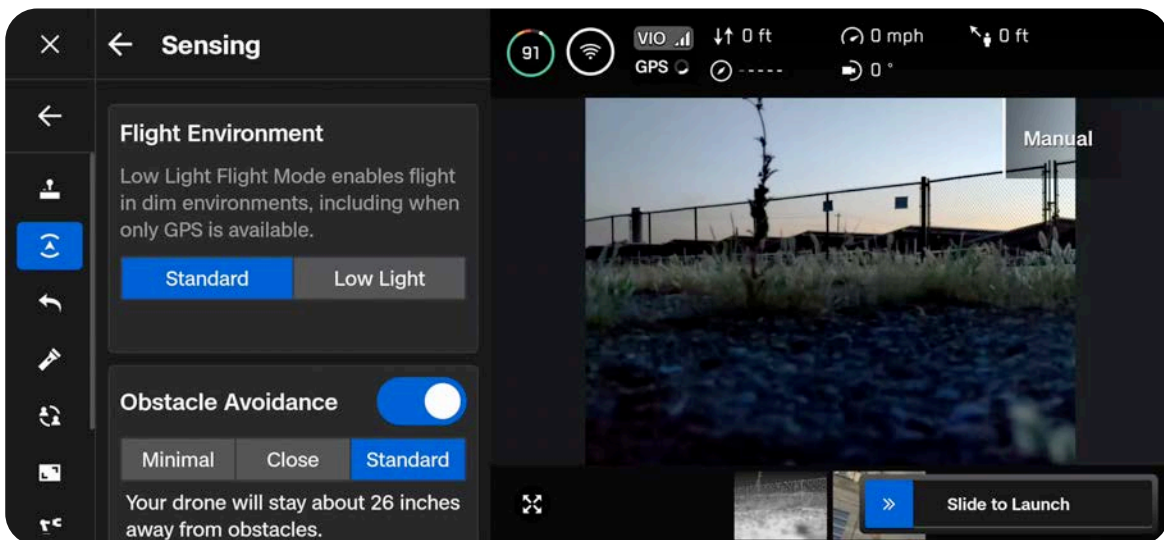 Sensing
Flight Environment
Low Light Flight Mode enables flight
in dim environments, including when
only GPS is available.
Standard Low Light
Obstacle Avoidance
Minimal Close Standard
Your drone will stay about 26 inches
away from obstacles.
91 VIO 0 ft 0 mph 0 ft
GPS ----- 0 °
Manual
Slide to Launch